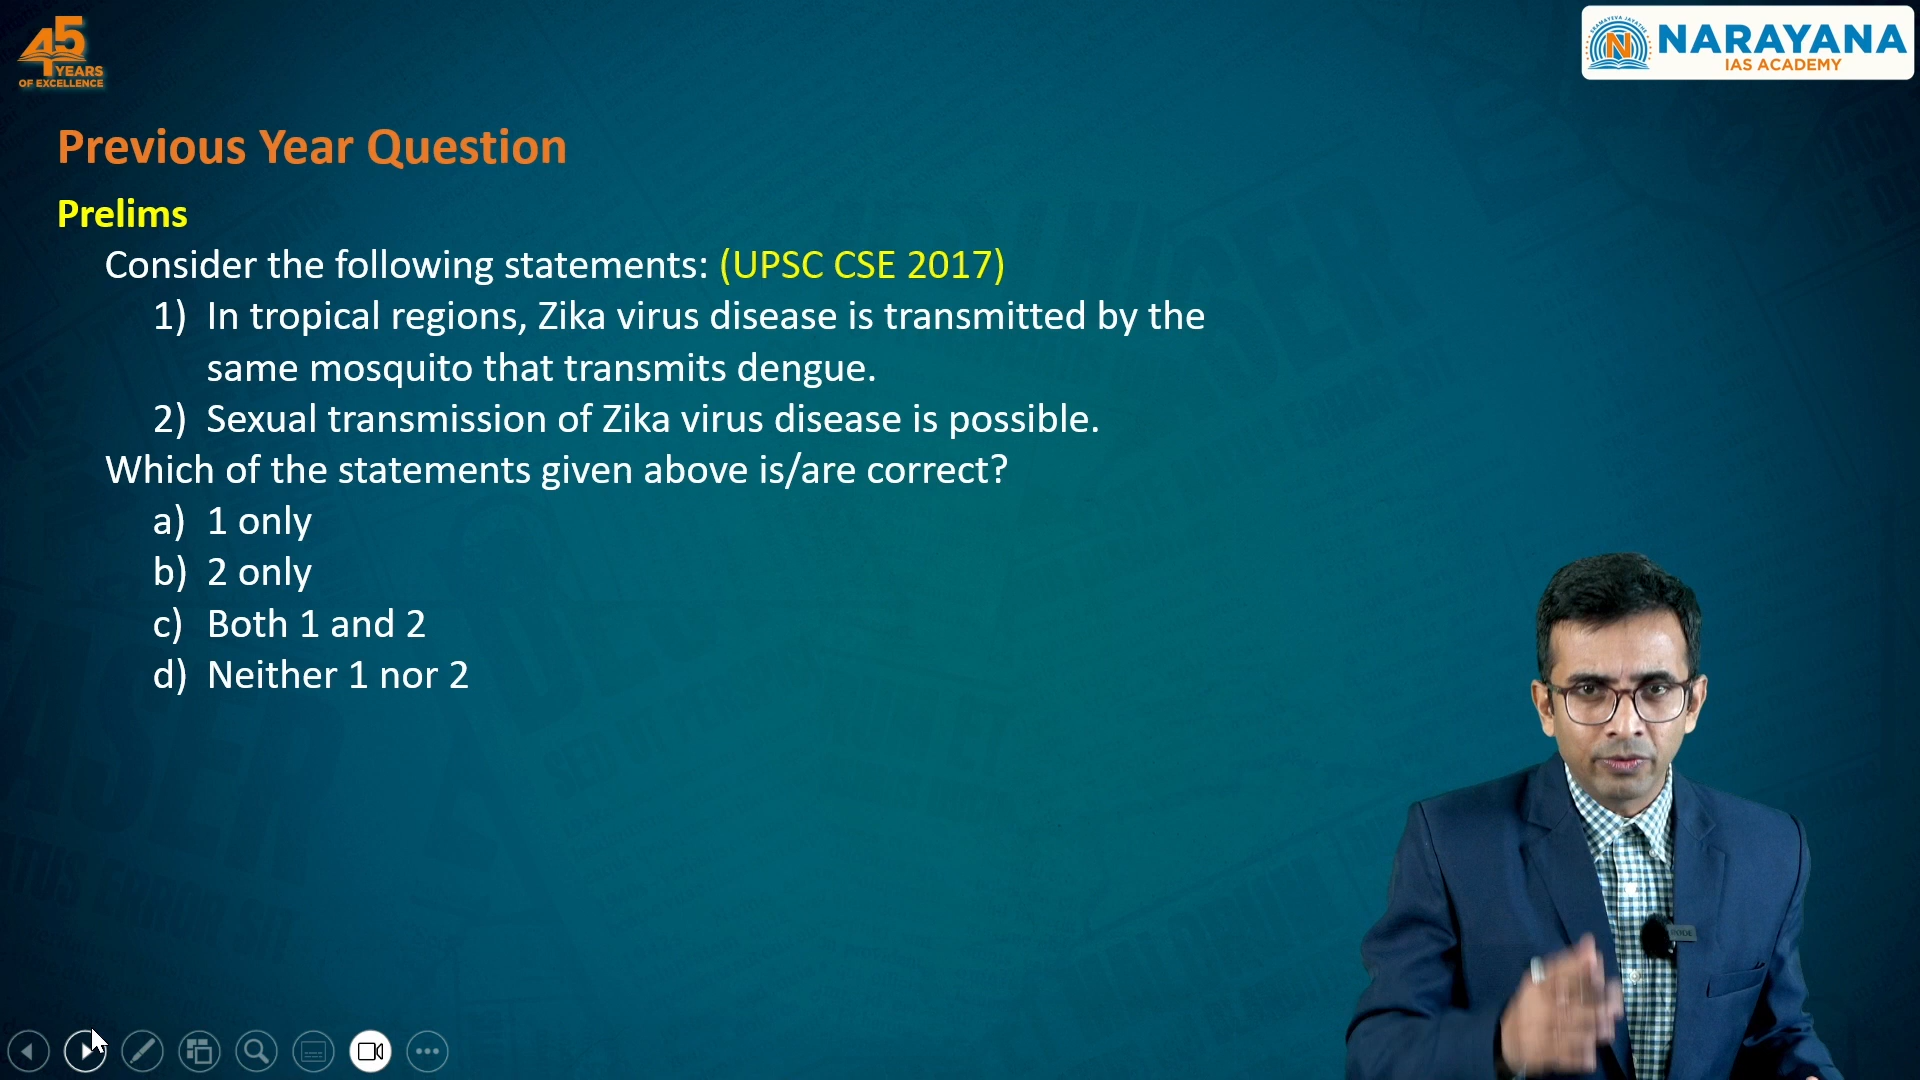 45
YEARS
OF EXCELLENCE
NARAYANA
IAS ACADEMY
Previous Year Question
Prelims
Consider the following statements: (UPSC CSE 2017)
1) In tropical regions, Zika virus disease is transmitted by the
same mosquito that transmits dengue.
2) Sexual transmission of Zika virus disease is possible.
Which of the statements given above is/are correct?
a) 1 only
b) 2 only
c) Both 1 and 2
d) Neither 1 nor 2